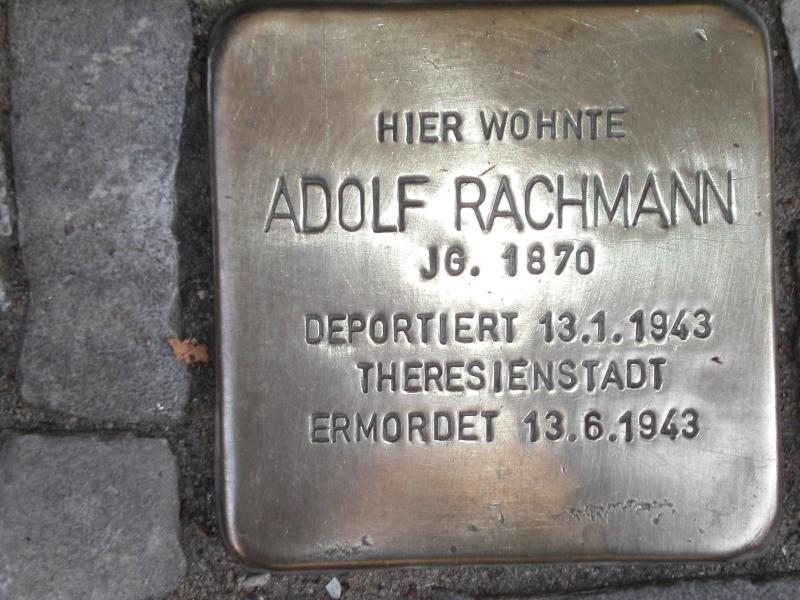 HIER WOHNTE
ADOLF RACHMANN
JG. 1870
DEPORTIERT 13.1.1943
THERESIENSTADT
ERMORDET 13.6.1943